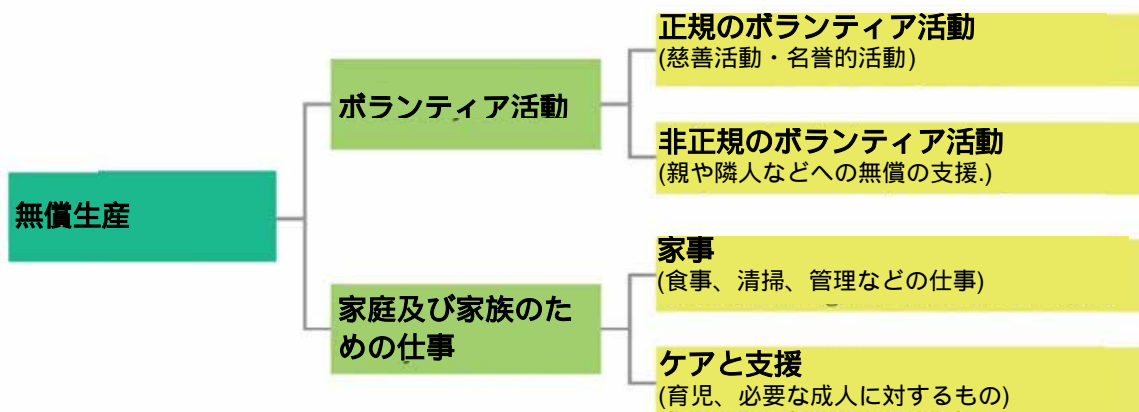 無償生産
ボランティア活動
正規のボランティア活動
(慈善活動・名誉的活動)
非正規のボランティア活動
(親や隣人などへの無償の支援.)
家庭及び家族のた
めの仕事
家事
(食事、清掃、管理などの仕事)
ケアと支援
(育児、必要な成人に対するもの)